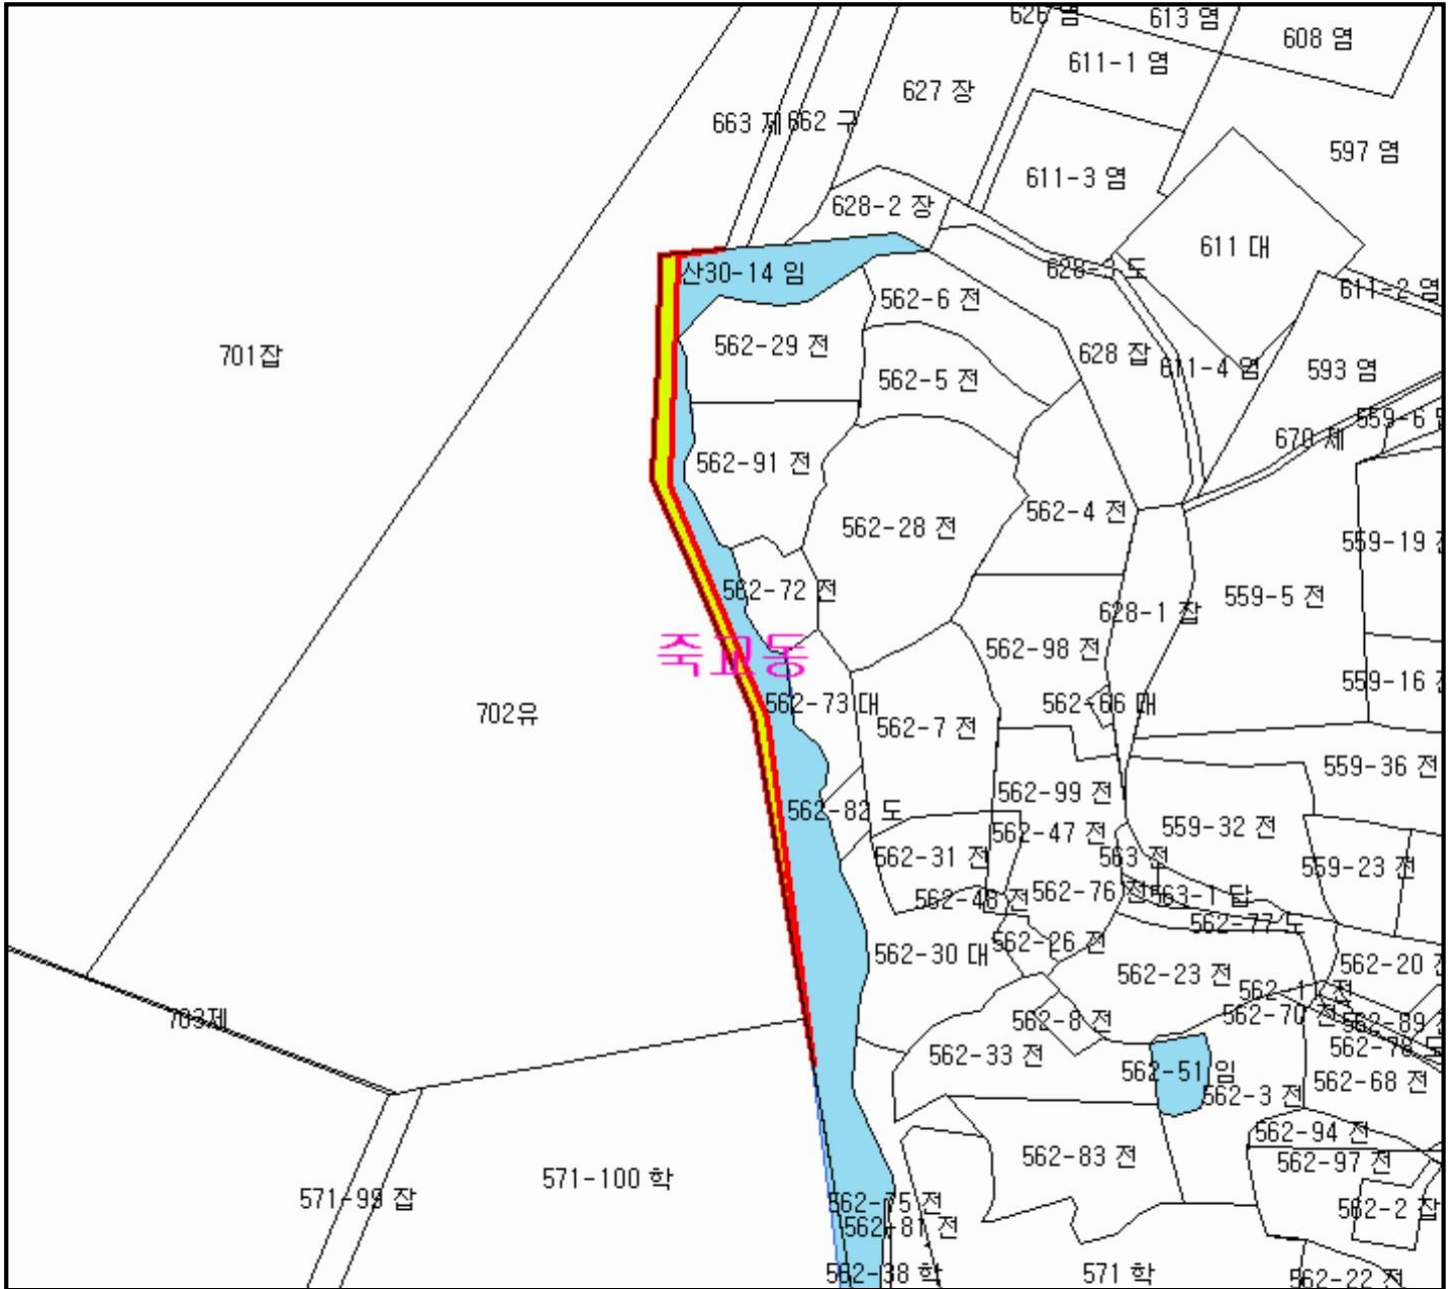 626 염
613 염
608 염
611-1 염
627 장
663 제
662 구
597 염
611-3 염
628-2 장
611 대
산30-14 임
628-3 도
562-6 전
611-2 염
562-29 전
701잡
628 잡
611-4 염
593 염
562-5 전
559-6
670 제
562-91 전
562-4 전
562-28 전
559-19
562-72 전
559-5 전
628-1 잡
죽교동
562-98 전
559-16
562-73 대
562-66 대
702유
562-7 전
559-36 전
562-99 전
562-82 도
562-47 전
559-32 전
562-31 전
563 전
559-23 전
562-48 전
562-76 전
563-1 답
562-77 도
562-30 대
562-26 전
562-20
562-23 전
562-1 전
703제
562-8 전
562-70 전
562-89
562-78 도
562-33 전
562-51 임
562-68 전
562-3 전
562-94 전
562-83 전
562-97 전
571-100 학
571-99 잡
562-75 전
562-2 잡
562-81 전
562-38 학
571 학
562-22 전